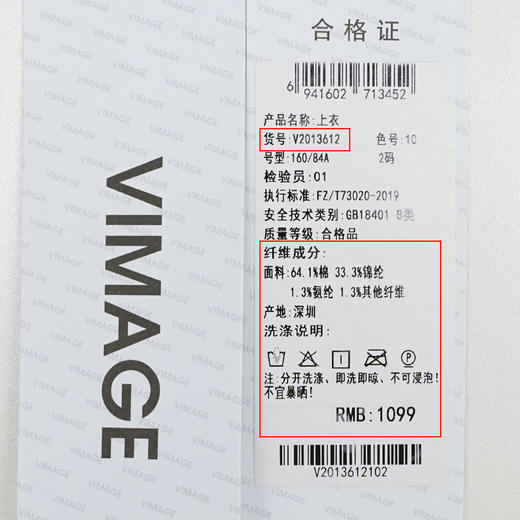 VIMAGE
合格证
6 941602 713452
产品名称:上衣
货号:V2013612 色号:10
号型:160/84A 2码
检验员:01
执行标准:FZ/T73020-2019
安全技术类别:GB18401 B类
质量等级:合格品
纤维成分:
面料:64.1%棉 33.3%锦纶
1.3%氨纶 1.3%其他纤维
产地:深圳
洗涤说明:
P
注:分开洗涤、即洗即晾、不可浸泡!
不宜暴晒!
RMB:1099
V2013612102